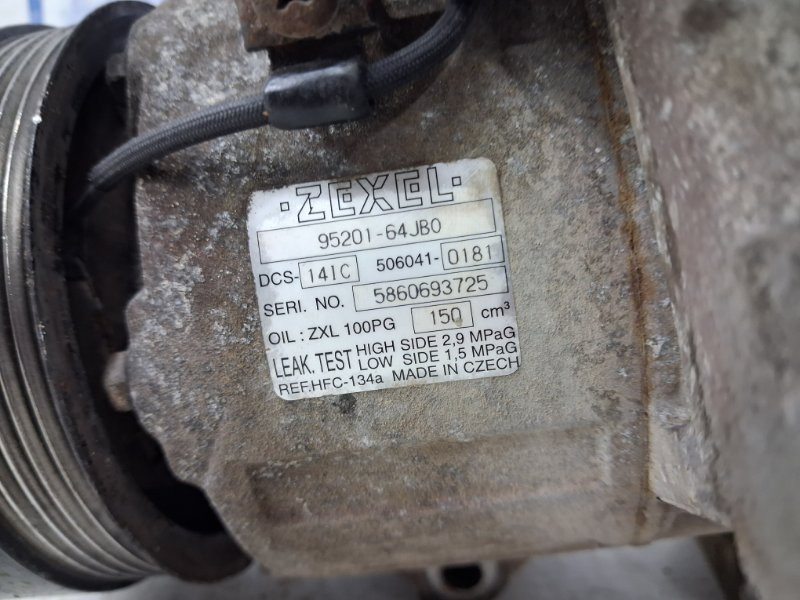 ·ZEXEL·
95201-64JB0
DCS-141C 506041-0181
SERI. NO. 5860693725
OIL : ZXL 100PG 150 cm³
LEAK. TEST HIGH SIDE 2,9 MPaG
LOW SIDE 1,5 MPaG
REF.HFC-134a MADE IN CZECH